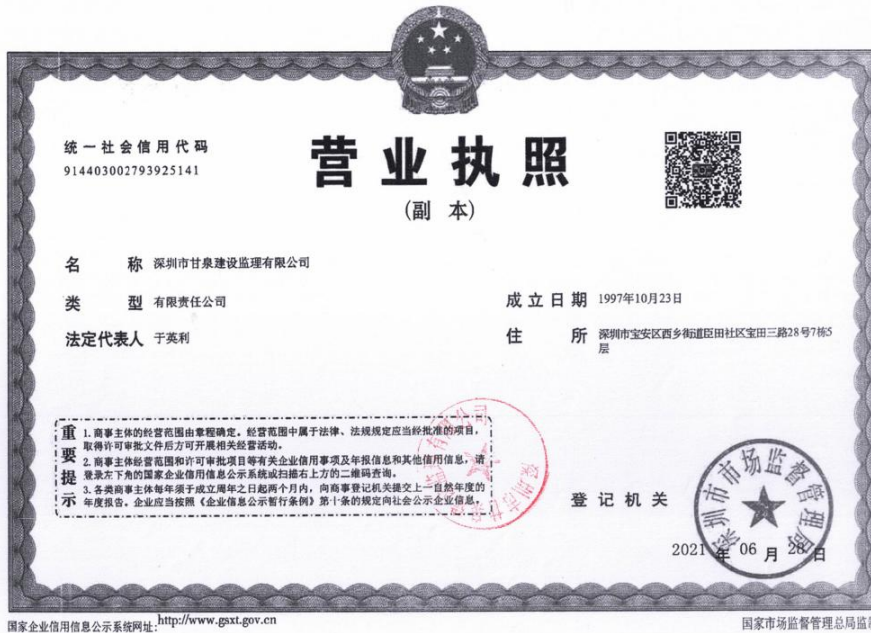 统一社会信用代码
914403002793925141
营业执照
(副 本)
名 称 深圳市甘泉建设监理有限公司
类 型 有限责任公司
法定代表人 于英利
成立日期 1997年10月23日
住 所 深圳市宝安区西乡街道臣田社区宝田三路28号7栋5
层
重要提示
1. 商事主体的经营范围由章程确定。经营范围中属于法律、法规规定应当经批准的项目,
取得许可审批文件后方可开展相关经营活动。
2. 商事主体经营范围和许可审批项目等有关企业信用事项及年报信息和其他信用信息,请
登录左下角的国家企业信用信息公示系统或扫描右上方的二维码查询。
3. 各类商事主体每年须于成立周年之日起两个月内,向商事登记机关提交上一自然年度的
年度报告。企业应当按照《企业信息公示暂行条例》第十条的规定向社会公示企业信息。
登记机关
深圳市市场监督管理局
2021 年 06 月 28 日
国家企业信用信息公示系统网址:http://www.gsxt.gov.cn
国家市场监督管理总局监制